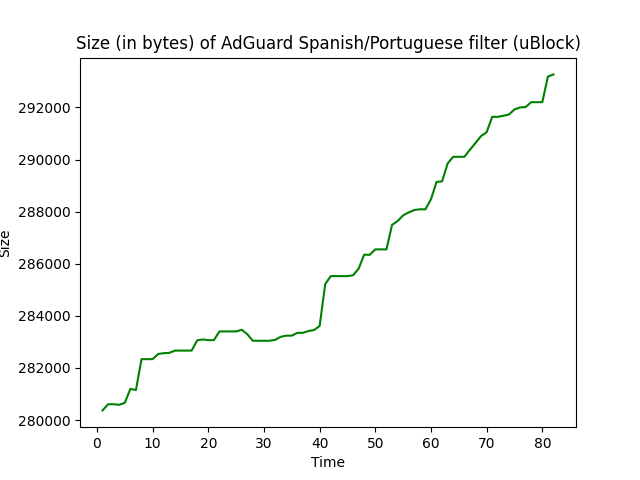 Size (in bytes) of AdGuard Spanish/Portuguese filter (uBlock)
292000
290000
288000
286000
284000
282000
280000
Size
0 10 20 30 40 50 60 70 80
Time